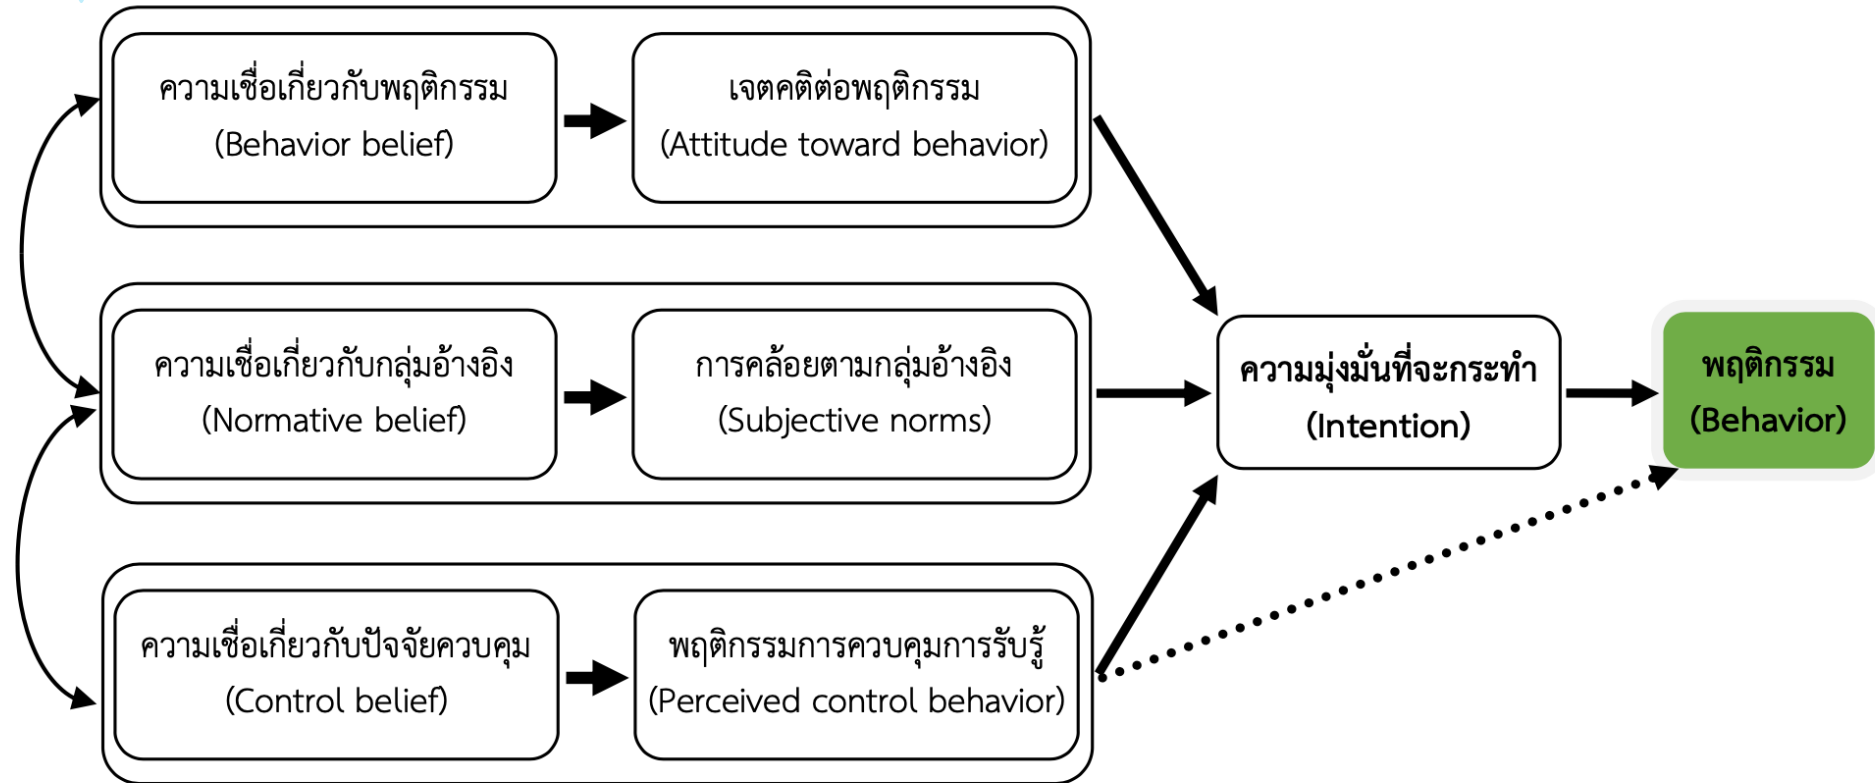 ความเชื่อเกี่ยวกับพฤติกรรม
(Behavior belief)
เจตคติต่อพฤติกรรม
(Attitude toward behavior)
ความเชื่อเกี่ยวกับกลุ่มอ้างอิง
(Normative belief)
การคล้อยตามกลุ่มอ้างอิง
(Subjective norms)
ความมุ่งมั่นที่จะกระทำ
(Intention)
พฤติกรรม
(Behavior)
ความเชื่อเกี่ยวกับปัจจัยควบคุม
(Control belief)
พฤติกรรมการควบคุมการรับรู้
(Perceived control behavior)